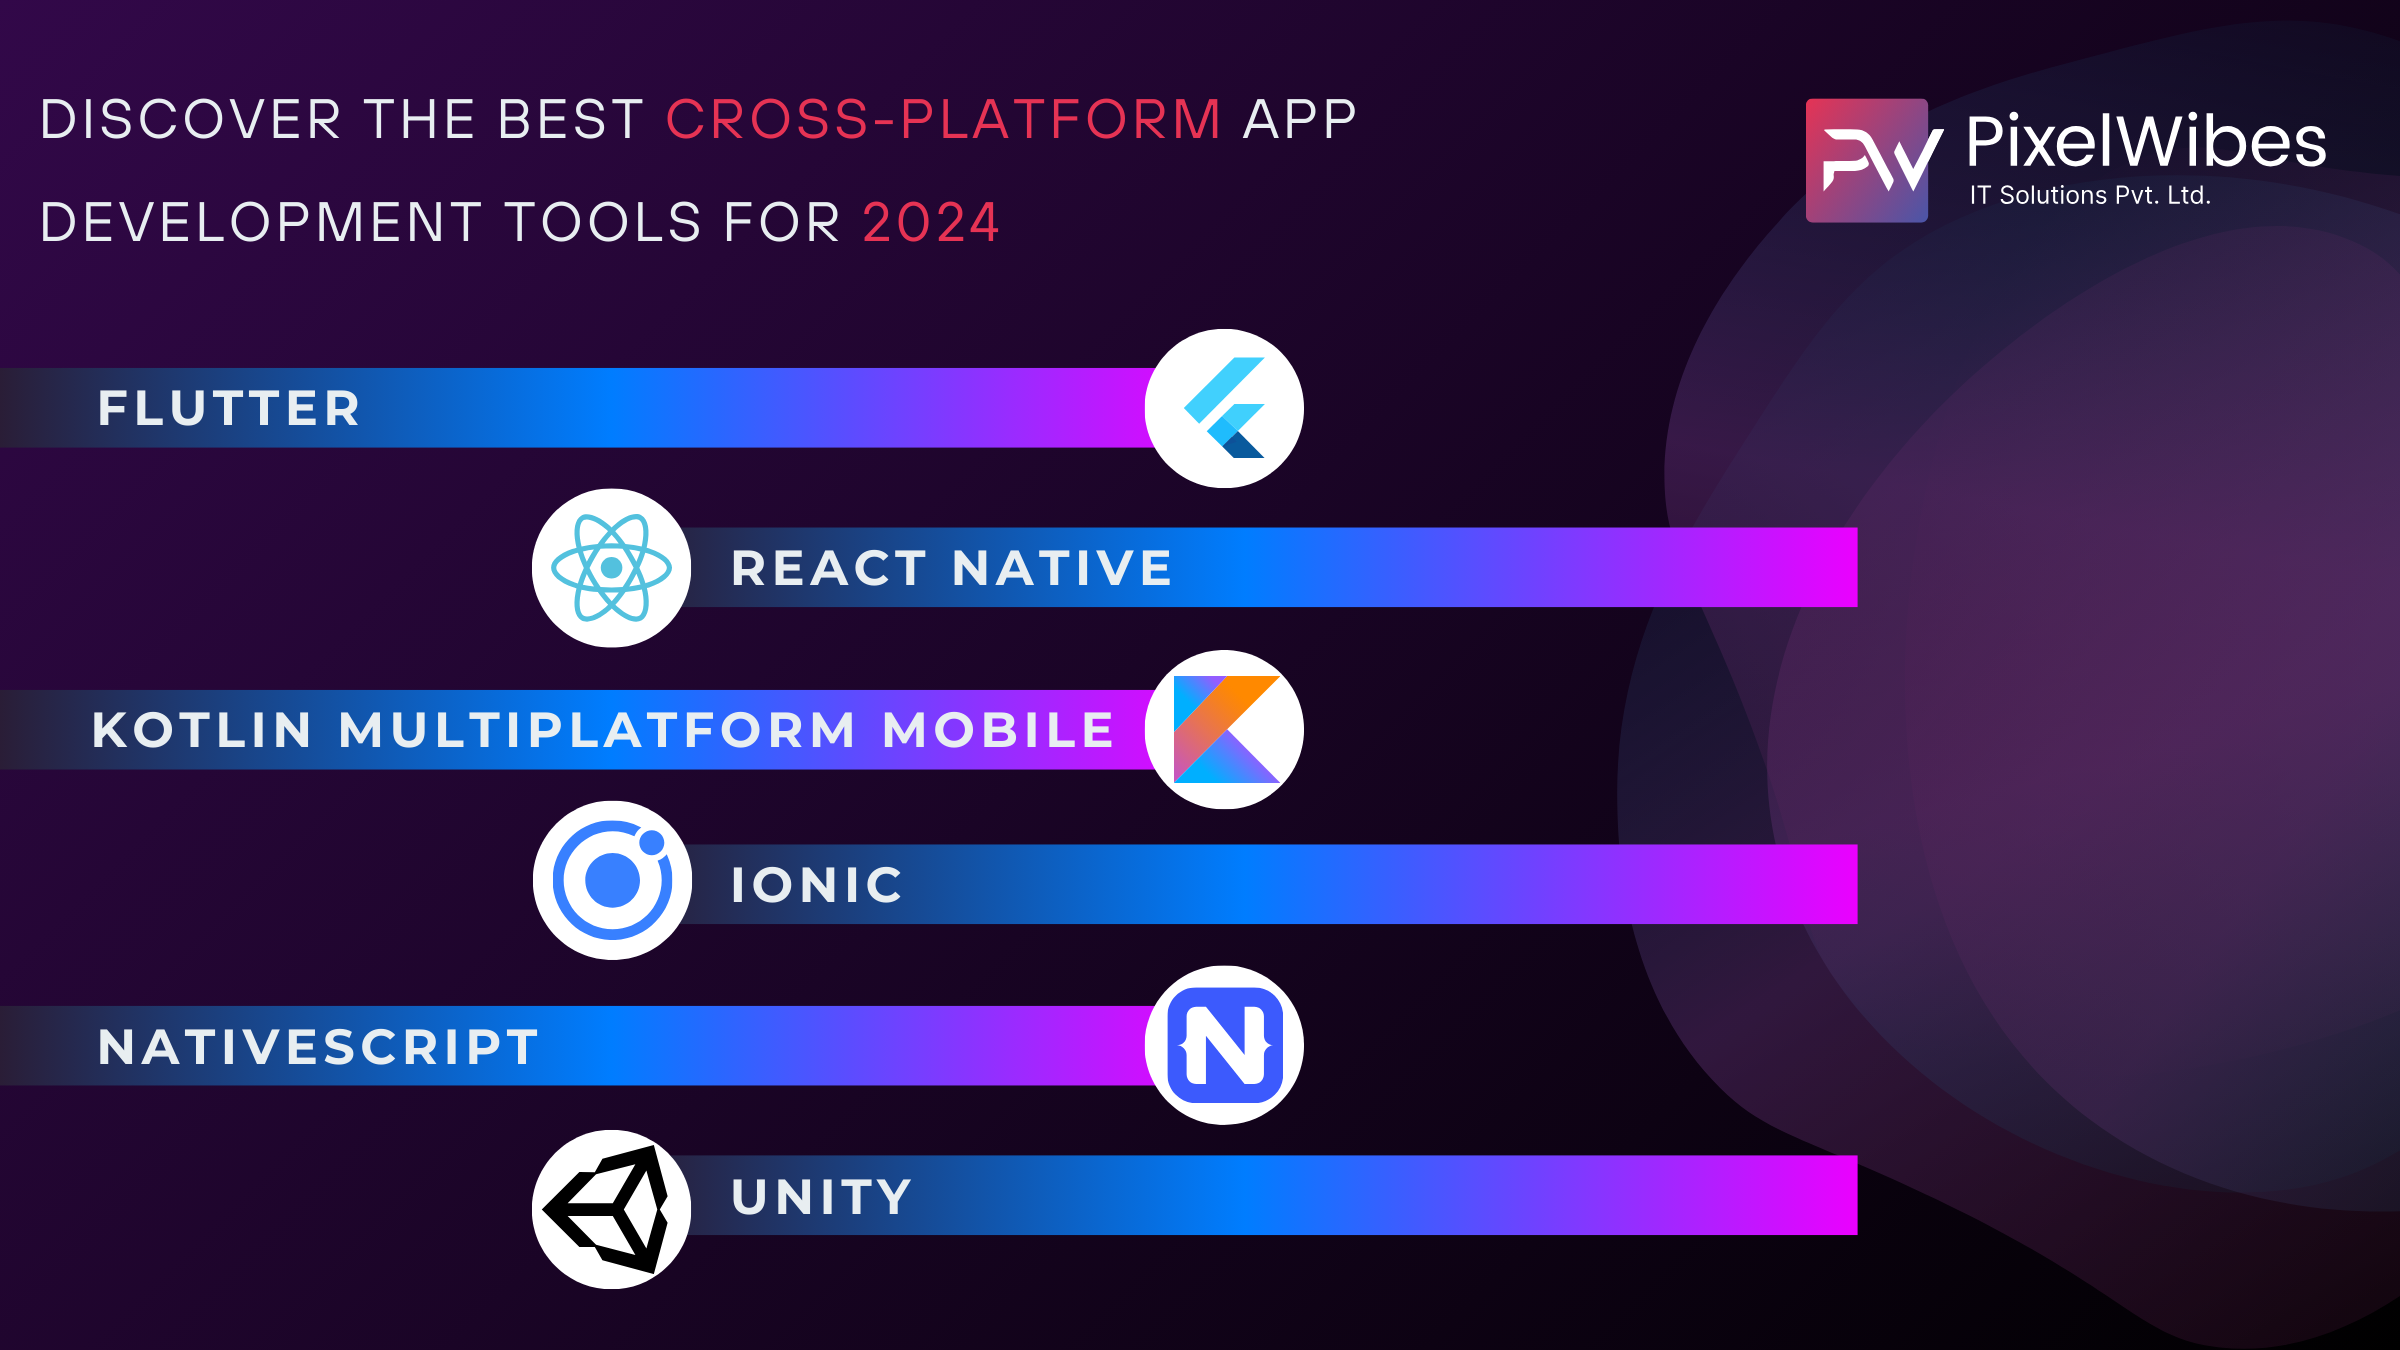 DISCOVER THE BEST CROSS-PLATFORM APP
DEVELOPMENT TOOLS FOR 2024
PW
PixelWibes
IT Solutions Pvt. Ltd.
FLUTTER
REACT NATIVE
KOTLIN MULTIPLATFORM MOBILE
IONIC
NATIVESCRIPT
N
UNITY